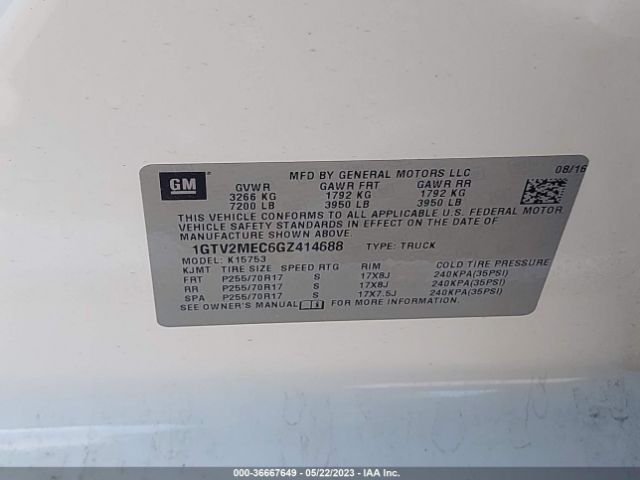 GM
MFD BY GENERAL MOTORS LLC
08/16
GVWR GAWR FRT GAWR RR
3266 KG 1792 KG 1792 KG
7200 LB 3950 LB 3950 LB
THIS VEHICLE CONFORMS TO ALL APPLICABLE U.S. FEDERAL MOTOR
VEHICLE SAFETY STANDARDS IN EFFECT ON THE DATE OF
MANUFACTURE SHOWN ABOVE.
1GTV2MEC6GZ414688 TYPE: TRUCK
MODEL: K15753
KJMT TIRE SIZE SPEED RTG RIM COLD TIRE PRESSURE
FRT P255/70R17 S 17X8J 240KPA(35PSI)
RR P255/70R17 S 17X8J 240KPA(35PSI)
SPA P255/70R17 S 17X7.5J 240KPA(35PSI)
SEE OWNER'S MANUAL FOR MORE INFORMATION.
000-36667649 - 05/22/2023 - IAA Inc.